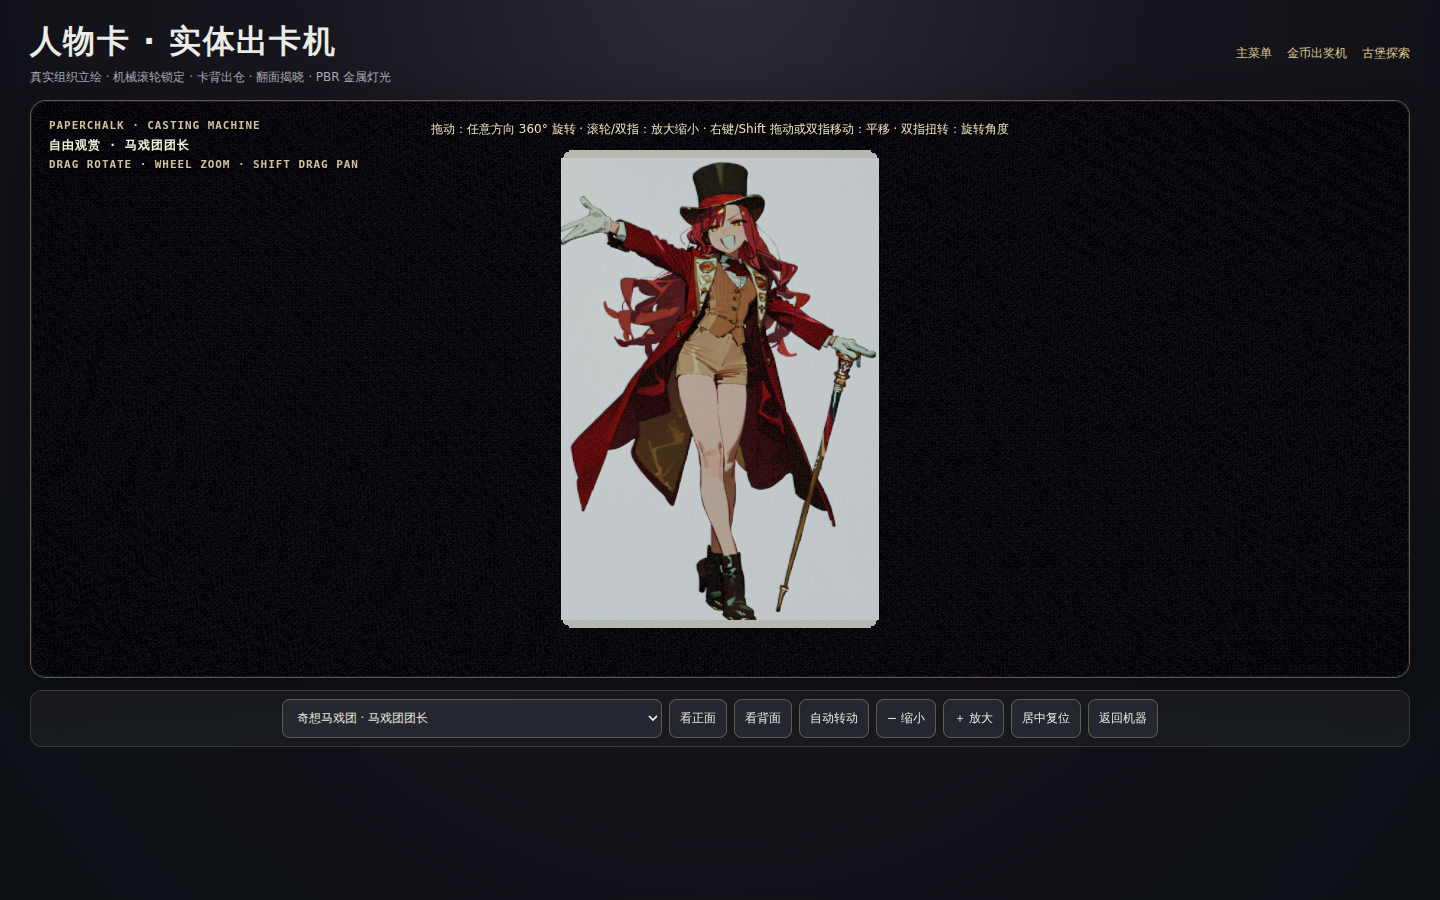 人物卡 · 实体出卡机
真实组织立绘 · 机械滚轮锁定 · 卡背出仓 · 翻面揭晓 · PBR 金属灯光
主菜单 金币出奖机 古堡探索
PAPERCHALK · CASTING MACHINE
自由观赏 · 马戏团团长
DRAG ROTATE · WHEEL ZOOM · SHIFT DRAG PAN
拖动：任意方向 360° 旋转 · 滚轮/双指：放大缩小 · 右键/Shift 拖动或双指移动：平移 · 双指扭转：旋转角度
奇想马戏团 · 马戏团团长
看正面
看背面
自动转动
− 缩小
＋ 放大
居中复位
返回机器